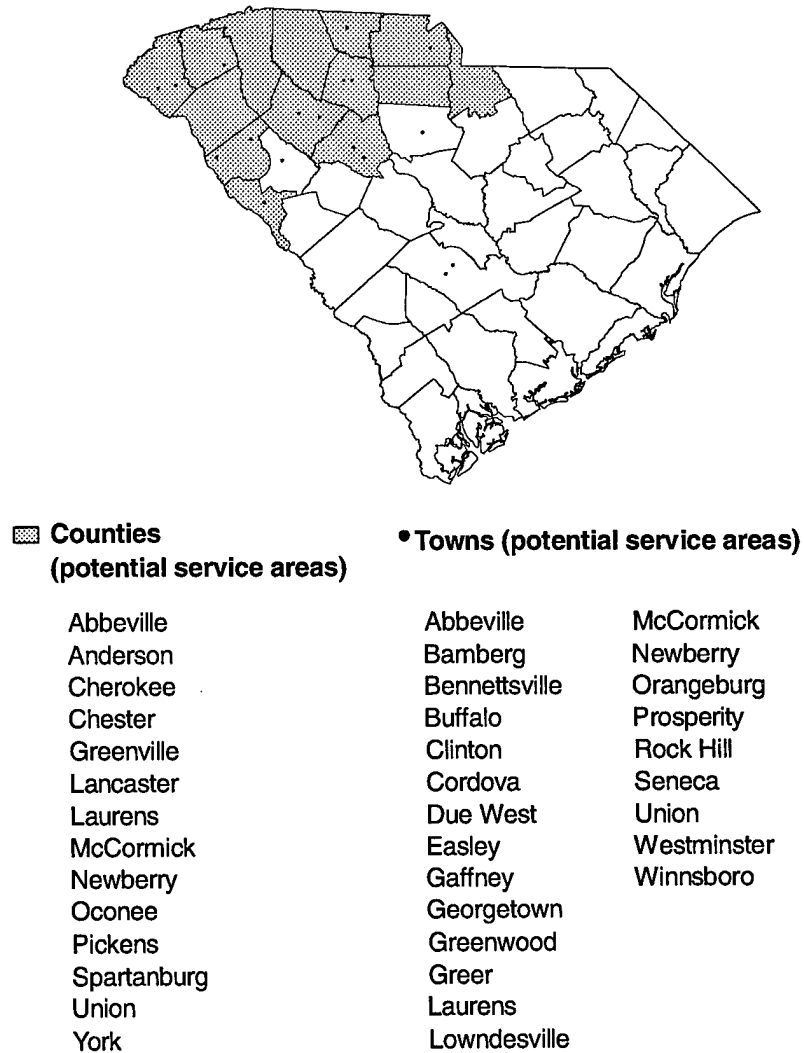 Counties
(potential service areas)
Abbeville
Anderson
Cherokee
Chester
Greenville
Lancaster
Laurens
McCormick
Newberry
Oconee
Pickens
Spartanburg
Union
York
Towns (potential service areas)
Abbeville
Bamberg
Bennettsville
Buffalo
Clinton
Cordova
Due West
Easley
Gaffney
Georgetown
Greenwood
Greer
Laurens
Lowndesville
McCormick
Newberry
Orangeburg
Prosperity
Rock Hill
Seneca
Union
Westminster
Winnsboro